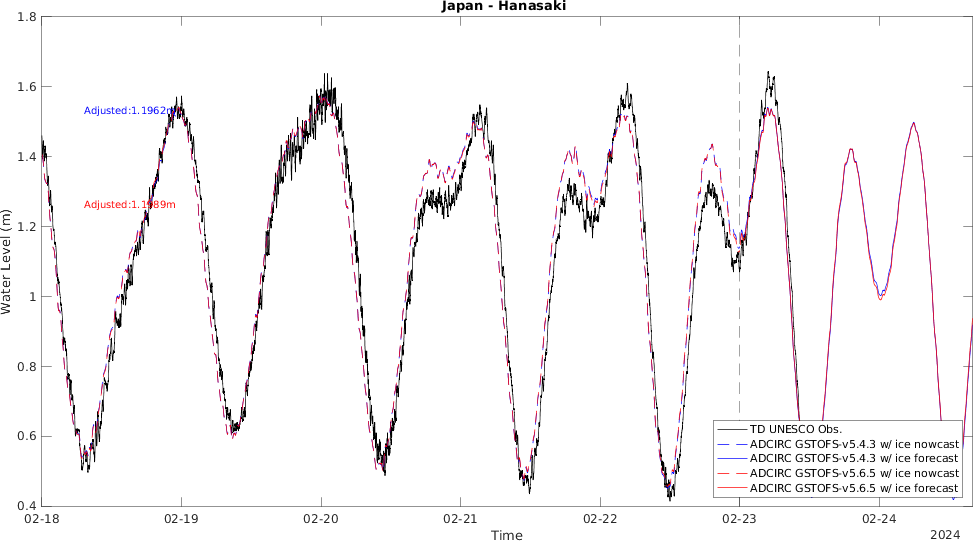 Japan - Hanasaki
1.8
1.6
1.4
1.2
1
0.8
0.6
0.4
Water Level (m)
Adjusted:1.1962m
Adjusted:1.1989m
TD UNESCO Obs.
ADCIRC GSTOFS-v5.4.3 w/ ice nowcast
ADCIRC GSTOFS-v5.4.3 w/ ice forecast
ADCIRC GSTOFS-v5.6.5 w/ ice nowcast
ADCIRC GSTOFS-v5.6.5 w/ ice forecast
02-18 02-19 02-20 02-21 02-22 02-23 02-24
Time
2024